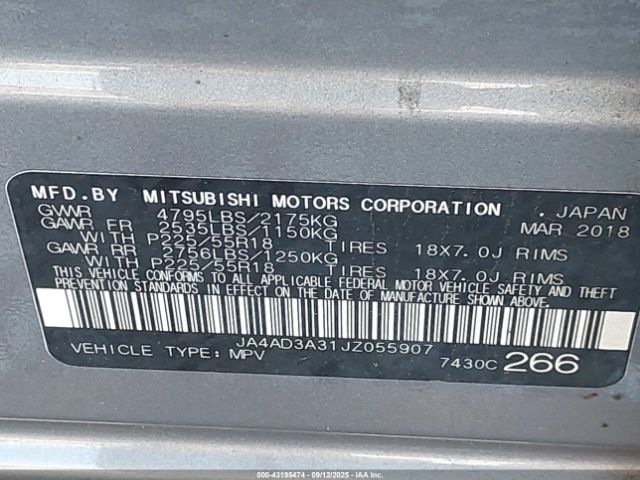 MFD.BY MITSUBISHI MOTORS CORPORATION , JAPAN
GVWR 4795LBS/2175KG MAR 2018
GAWR FR 2535LBS/1150KG
WITH P225/55R18 TIRES 18X7.0J RIMS
GAWR RR 2756LBS/1250KG
WITH P225/55R18 TIRES 18X7.0J RIMS
THIS VEHICLE CONFORMS TO ALL APPLICABLE FEDERAL MOTOR VEHICLE SAFETY AND THEFT
PREVENTION STANDARDS IN EFFECT ON THE DATE OF MANUFACTURE SHOWN ABOVE.
JA4AD3A31JZ055907
VEHICLE TYPE: MPV 7430C 266
000-43195474 09/12/2025 IAAI.com